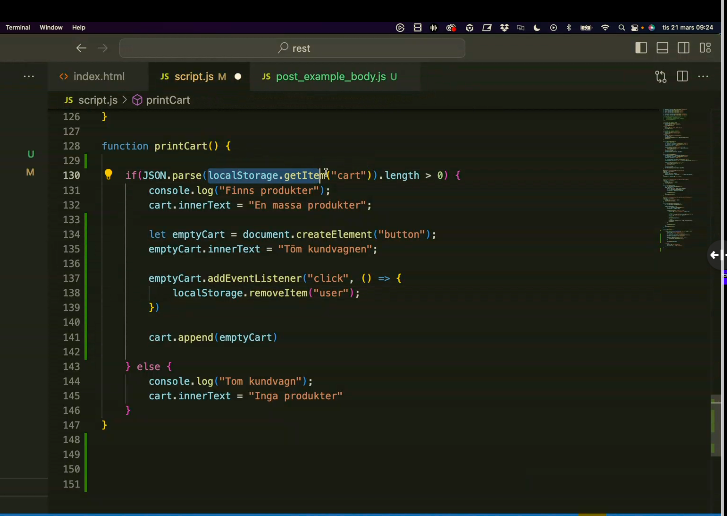 Terminal Window Help
tis 21 mars 09:24
rest
index.html
JS script.js M
JS post_example_body.js U
JS script.js > printCart
126 }
127
128 function printCart() {
129
130 if(JSON.parse(localStorage.getItem("cart")).length > 0) {
131 console.log("Finns produkter");
132 cart.innerText = "En massa produkter";
133
134 let emptyCart = document.createElement("button");
135 emptyCart.innerText = "Töm kundvagnen";
136
137 emptyCart.addEventListener("click", () => {
138 localStorage.removeItem("user");
139 })
140
141 cart.append(emptyCart)
142
143 } else {
144 console.log("Tom kundvagn");
145 cart.innerText = "Inga produkter"
146 }
147 }
148
149
150
151
U
M